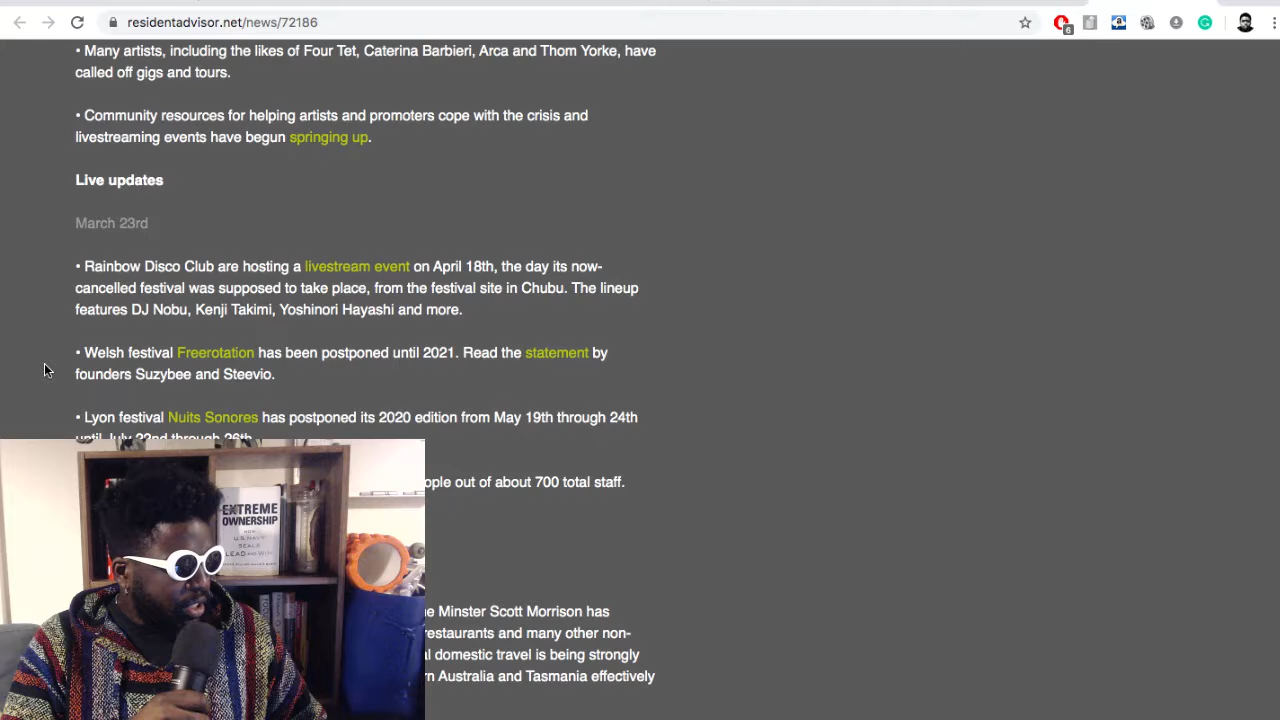 residentadvisor.net/news/72186
6
• Many artists, including the likes of Four Tet, Caterina Barbieri, Arca and Thom Yorke, have
called off gigs and tours.
• Community resources for helping artists and promoters cope with the crisis and
livestreaming events have begun springing up.
Live updates
March 23rd
• Rainbow Disco Club are hosting a livestream event on April 18th, the day its now-
cancelled festival was supposed to take place, from the festival site in Chubu. The lineup
features DJ Nobu, Kenji Takimi, Yoshinori Hayashi and more.
• Welsh festival Freerotation has been postponed until 2021. Read the statement by
founders Suzybee and Steevio.
• Lyon festival Nuits Sonores has postponed its 2020 edition from May 19th through 24th
until July 22nd through 26th.
ople out of about 700 total staff.
e Minster Scott Morrison has
restaurants and many other non-
al domestic travel is being strongly
rn Australia and Tasmania effectively
EXTREME
OWNERSHIP
HOW
U.S. NAVY
SEALS
LEAD AND WIN